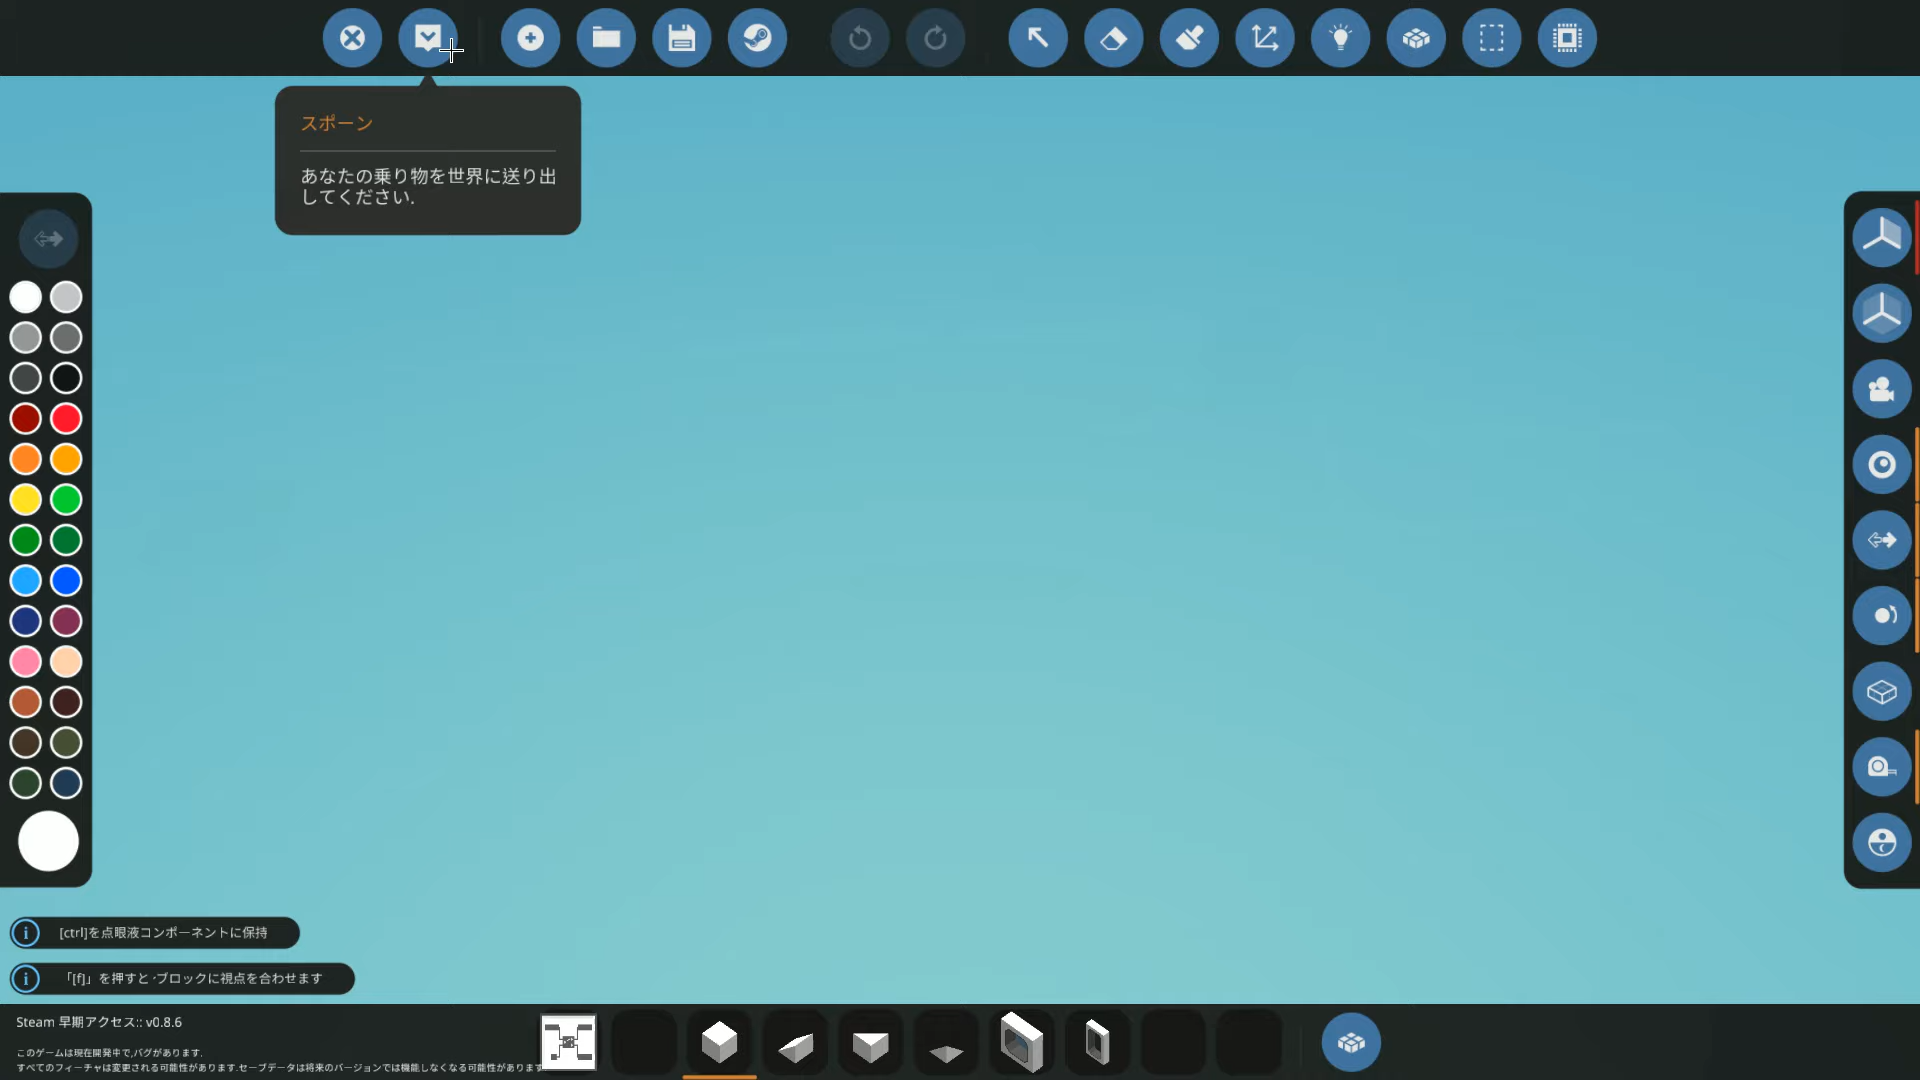 スポーン
あなたの乗り物を世界に送り出
してください.
[ctrl]を点眼液コンポーネントに保持
「[f]」を押すと·ブロックに視点を合わせます
Steam 早期アクセス:: v0.8.6
このゲームは現在開発中で,バグがあります.
すべてのフィーチャは変更される可能性があります.セーブデータは将来のバージョンでは機能しなくなる可能性があります